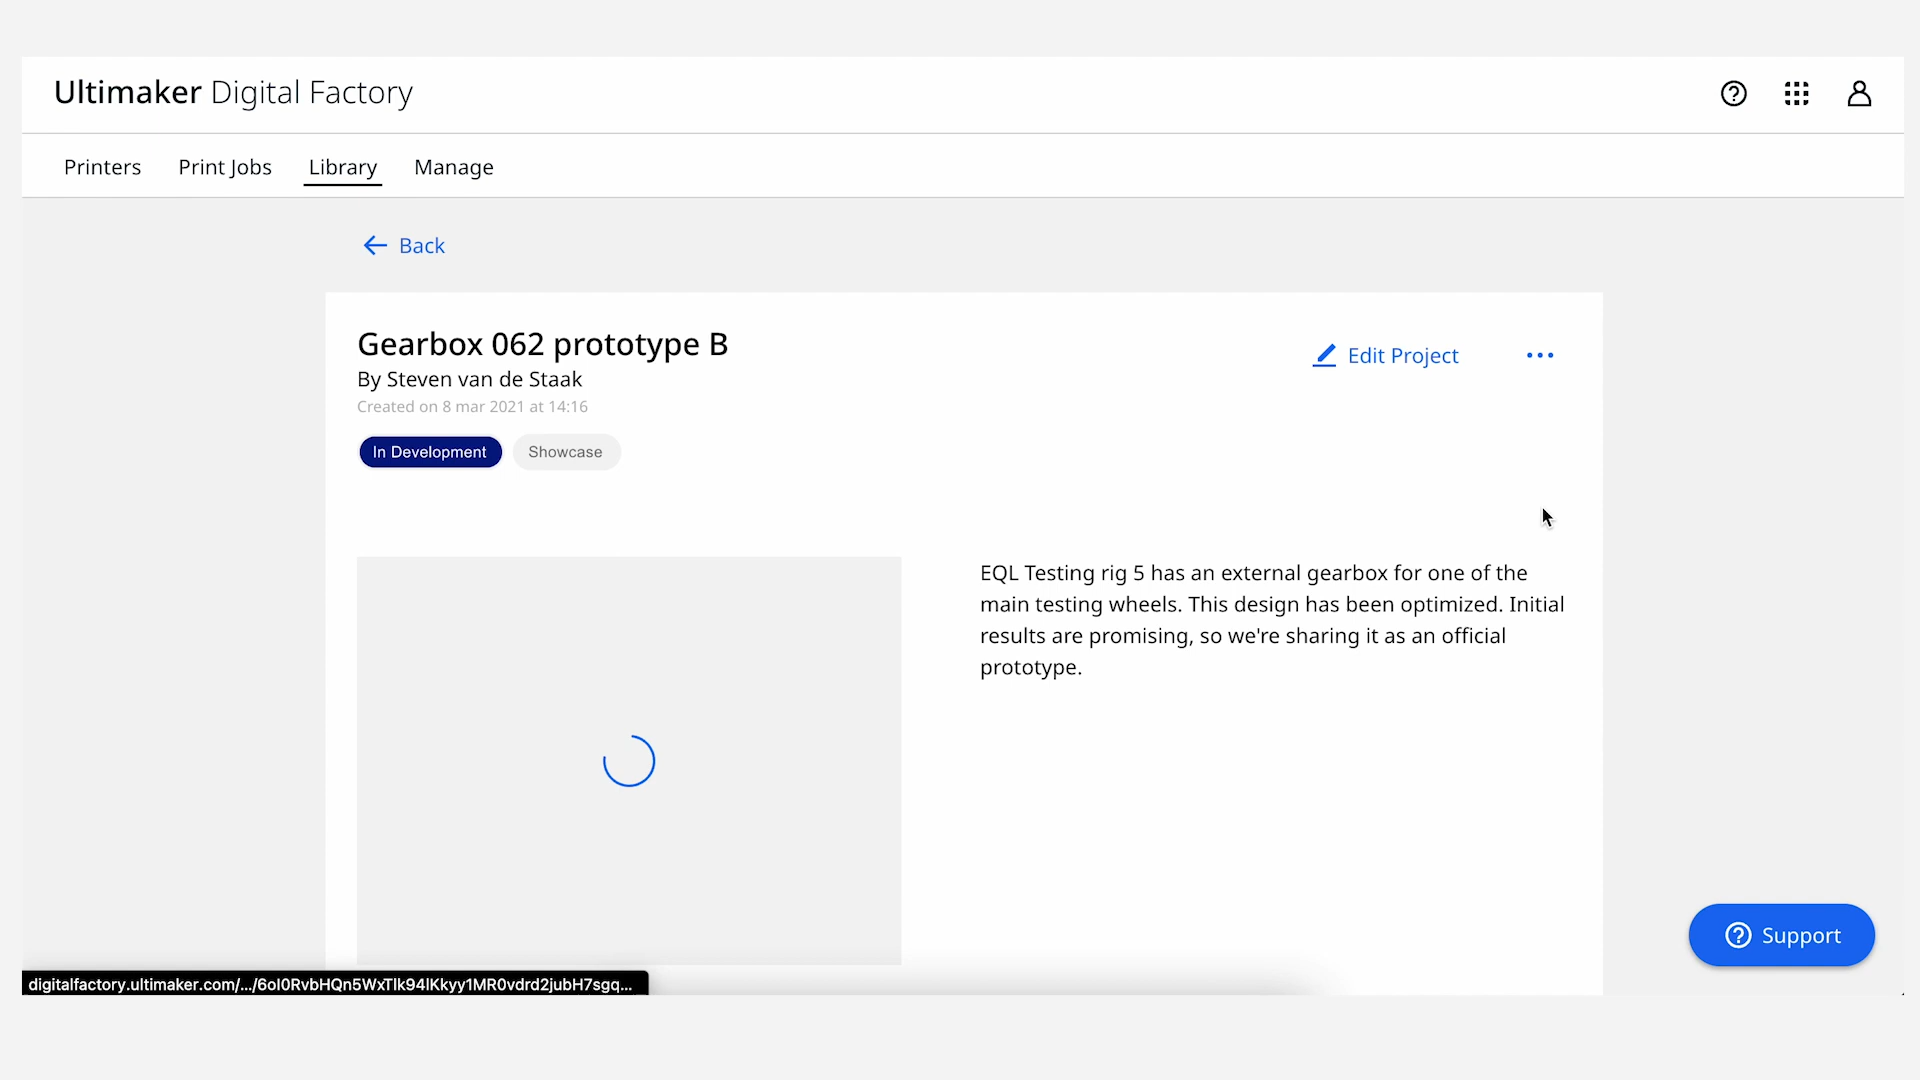 Ultimaker Digital Factory
Printers Print Jobs Library Manage
Back
Gearbox 062 prototype B
By Steven van de Staak
Created on 8 mar 2021 at 14:16
Edit Project
In Development Showcase
EQL Testing rig 5 has an external gearbox for one of the
main testing wheels. This design has been optimized. Initial
results are promising, so we're sharing it as an official
prototype.
Support
digitalfactory.ultimaker.com/.../6oI0RvbHQn5WxTlk94lKkyy1MR0vdrd2jubH7sgq...